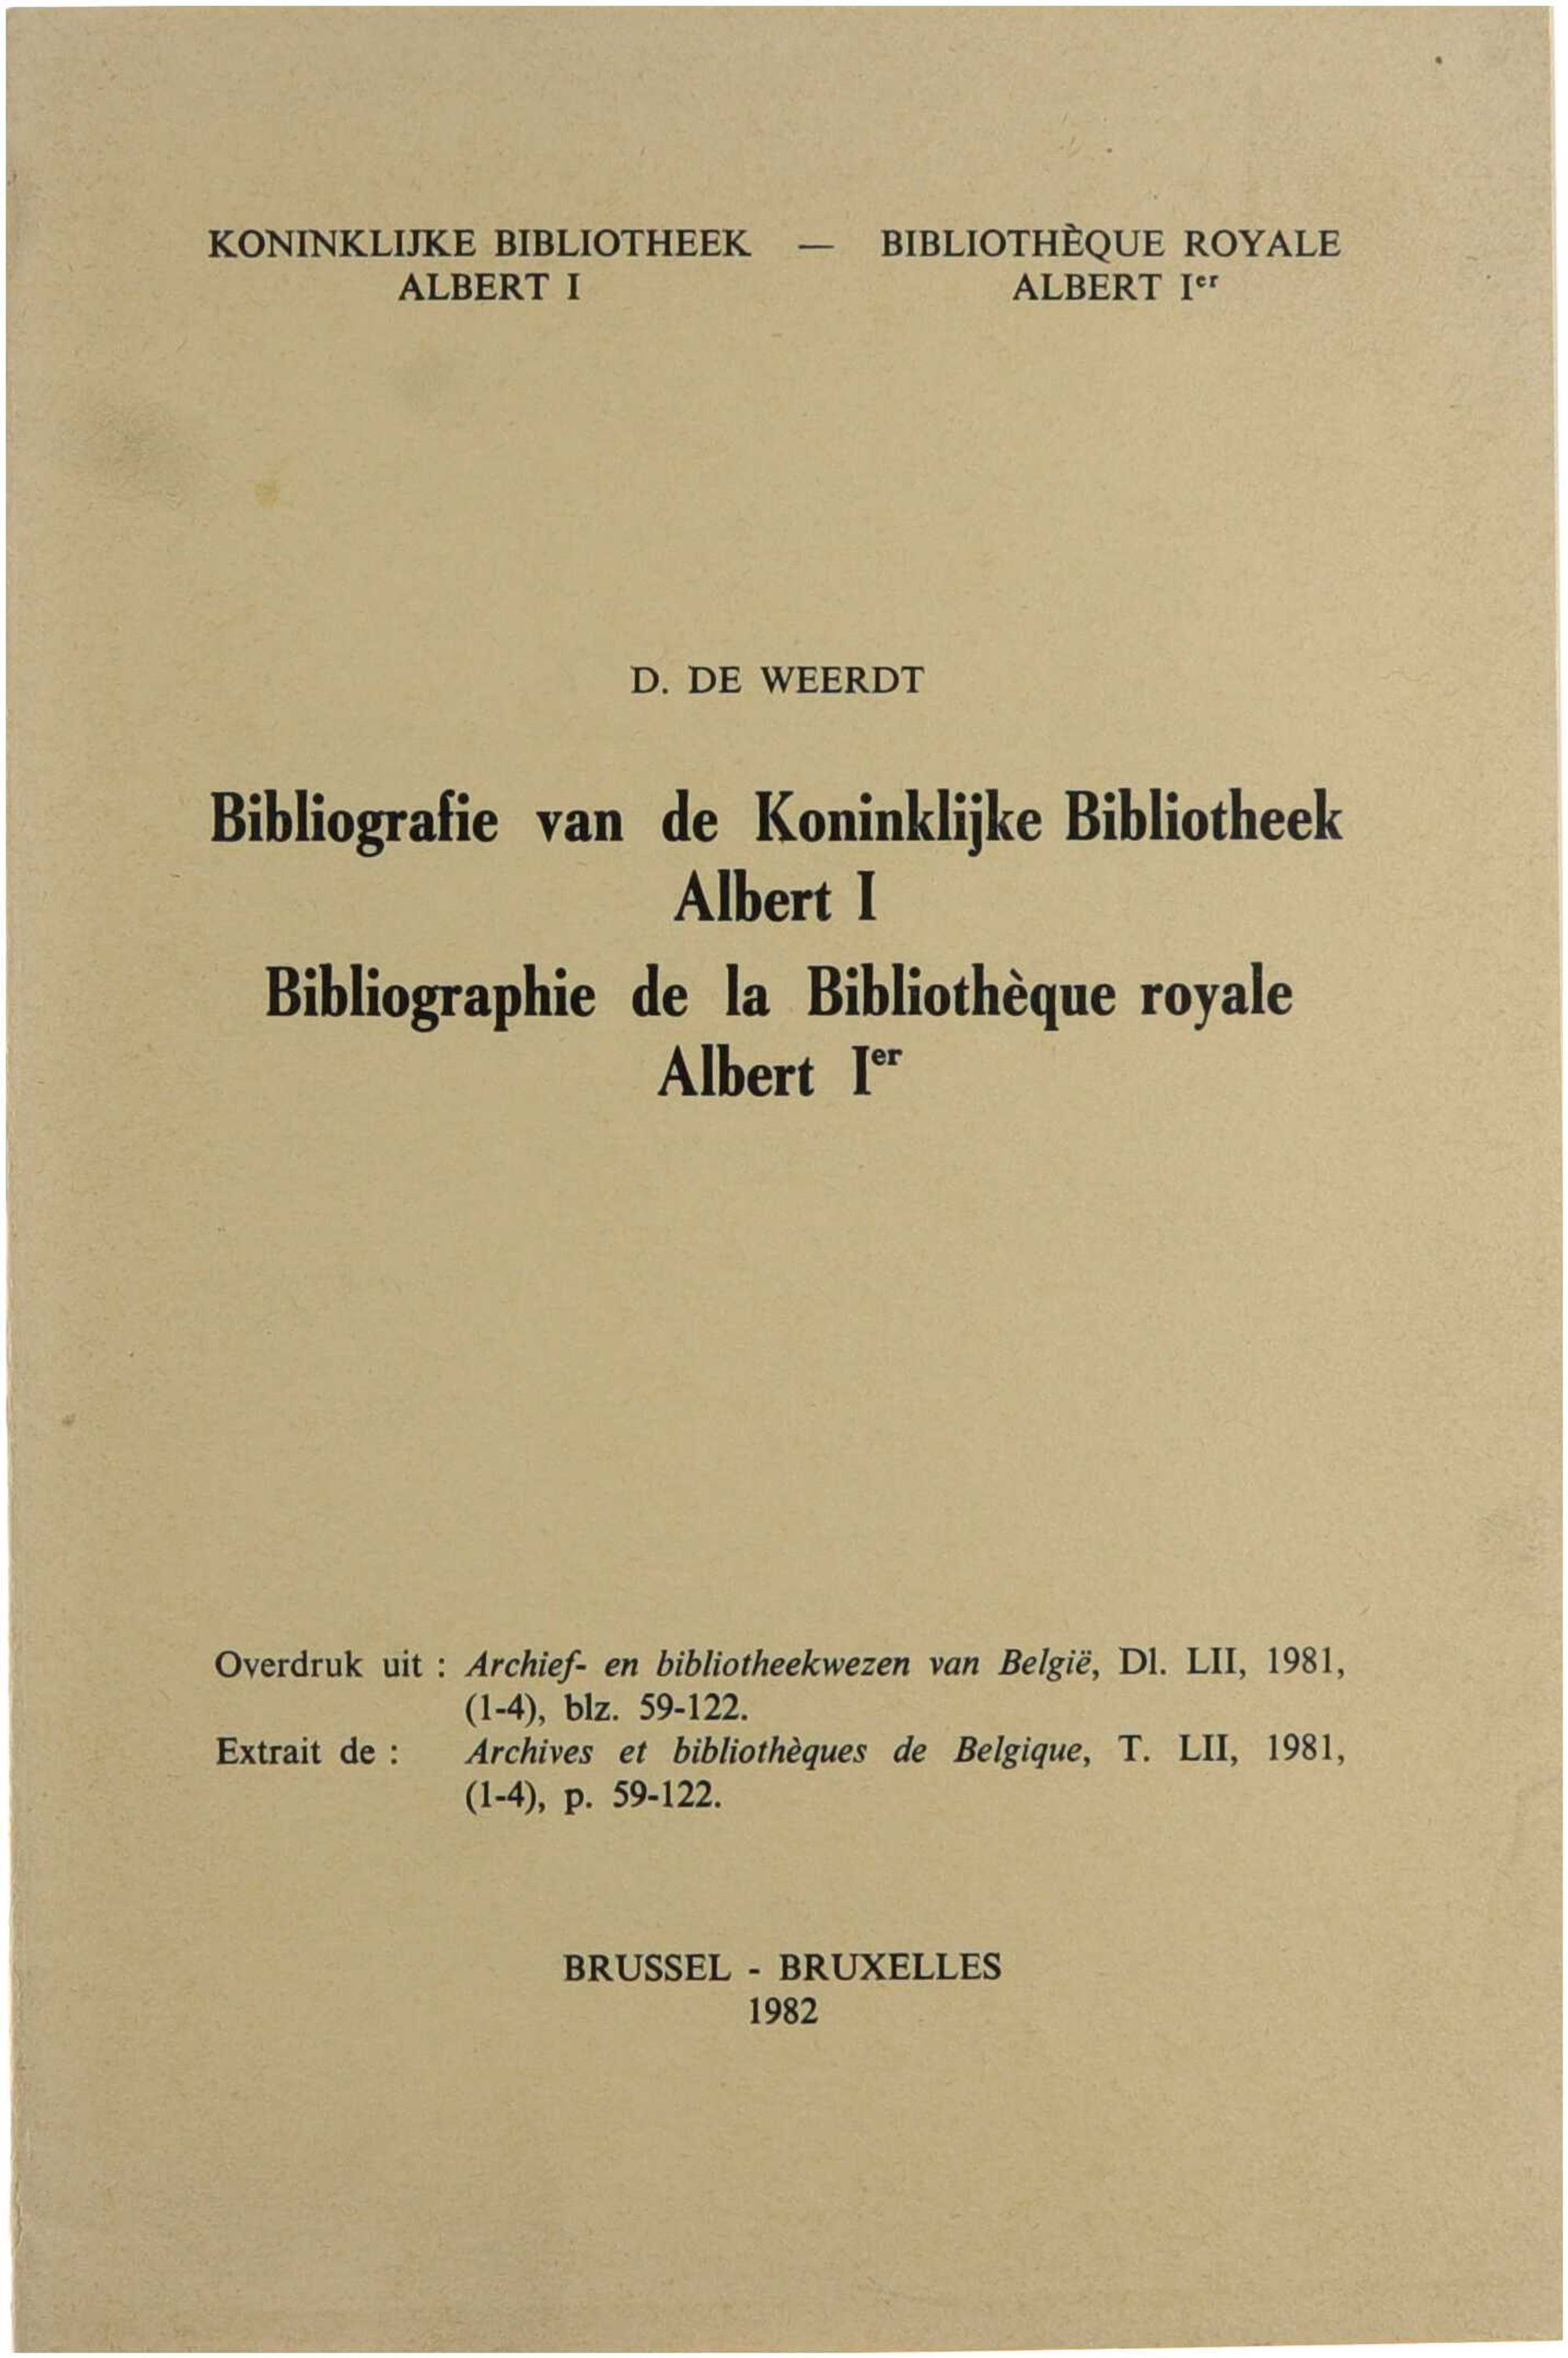 KONINKLIJKE BIBLIOTHEEK — BIBLIOTHÈQUE ROYALE
ALBERT I ALBERT Ier
D. DE WEERDT
Bibliografie van de Koninklijke Bibliotheek
Albert I
Bibliographie de la Bibliothèque royale
Albert Ier
Overdruk uit : Archief- en bibliotheekwezen van België, Dl. LII, 1981,
(1-4), blz. 59-122.
Extrait de : Archives et bibliothèques de Belgique, T. LII, 1981,
(1-4), p. 59-122.
BRUSSEL - BRUXELLES
1982